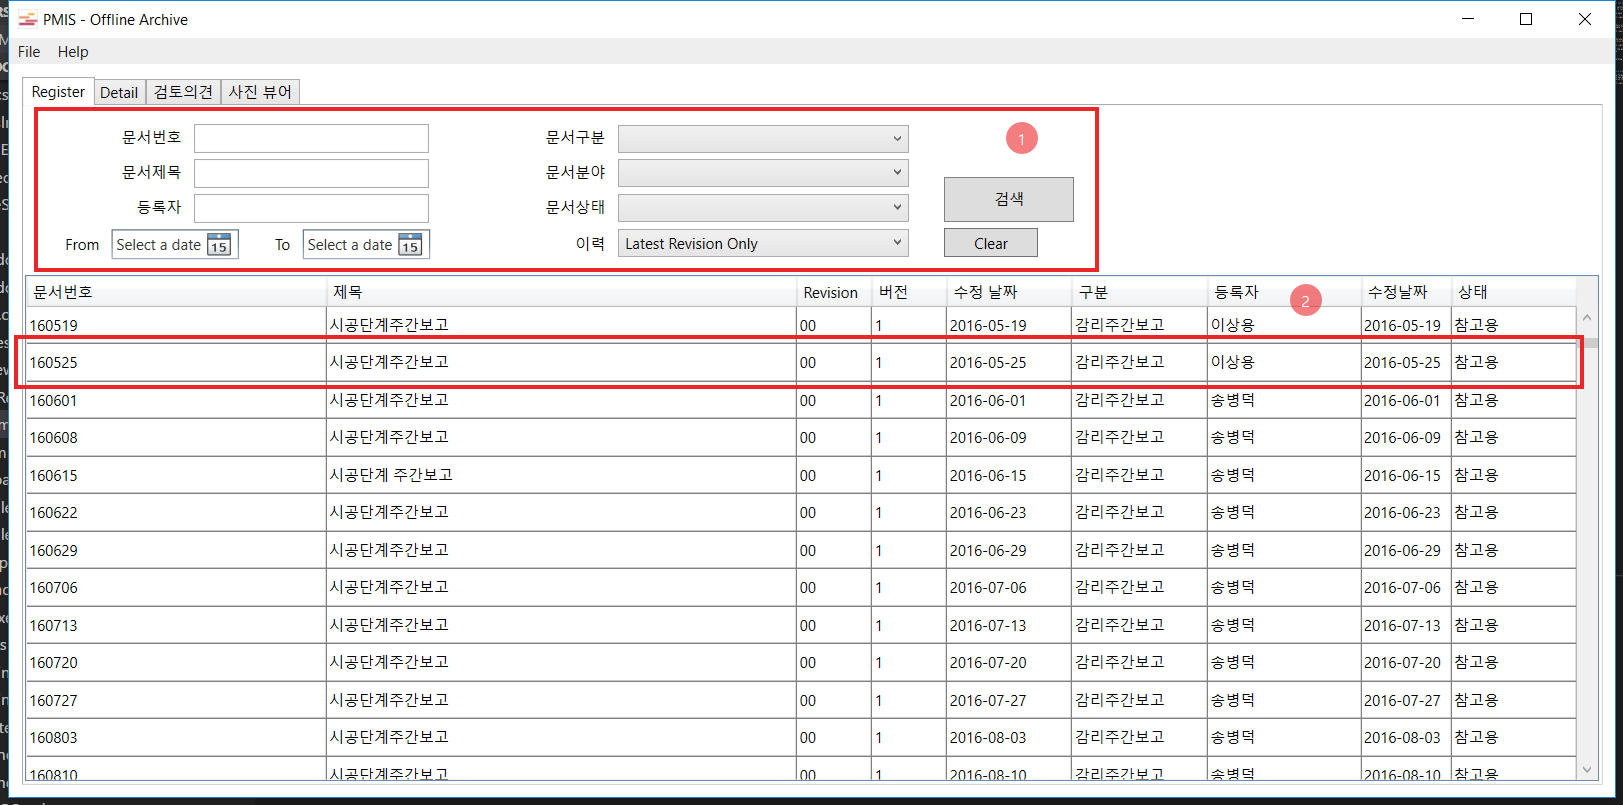 PMIS - Offline Archive
File Help
Register Detail 검토의견 사진 뷰어
문서번호 문서구분 1
문서제목 문서분야
등록자 문서상태 검색
From Select a date 15 To Select a date 15 이력 Latest Revision Only Clear
문서번호 제목 Revision 버전 수정 날짜 구분 등록자 2 수정날짜 상태
160519 시공단계주간보고 00 1 2016-05-19 감리주간보고 이상용 2016-05-19 참고용
160525 시공단계주간보고 00 1 2016-05-25 감리주간보고 이상용 2016-05-25 참고용
160601 시공단계주간보고 00 1 2016-06-01 감리주간보고 송병덕 2016-06-01 참고용
160608 시공단계주간보고 00 1 2016-06-09 감리주간보고 송병덕 2016-06-09 참고용
160615 시공단계 주간보고 00 1 2016-06-15 감리주간보고 송병덕 2016-06-15 참고용
160622 시공단계주간보고 00 1 2016-06-23 감리주간보고 송병덕 2016-06-23 참고용
160629 시공단계주간보고 00 1 2016-06-29 감리주간보고 송병덕 2016-06-29 참고용
160706 시공단계주간보고 00 1 2016-07-06 감리주간보고 송병덕 2016-07-06 참고용
160713 시공단계주간보고 00 1 2016-07-13 감리주간보고 송병덕 2016-07-13 참고용
160720 시공단계주간보고 00 1 2016-07-20 감리주간보고 송병덕 2016-07-20 참고용
160727 시공단계주간보고 00 1 2016-07-27 감리주간보고 송병덕 2016-07-27 참고용
160803 시공단계주간보고 00 1 2016-08-03 감리주간보고 송병덕 2016-08-03 참고용
160810 시공단계주간보고 00 1 2016-08-10 감리주간보고 송병덕 2016-08-10 참고용